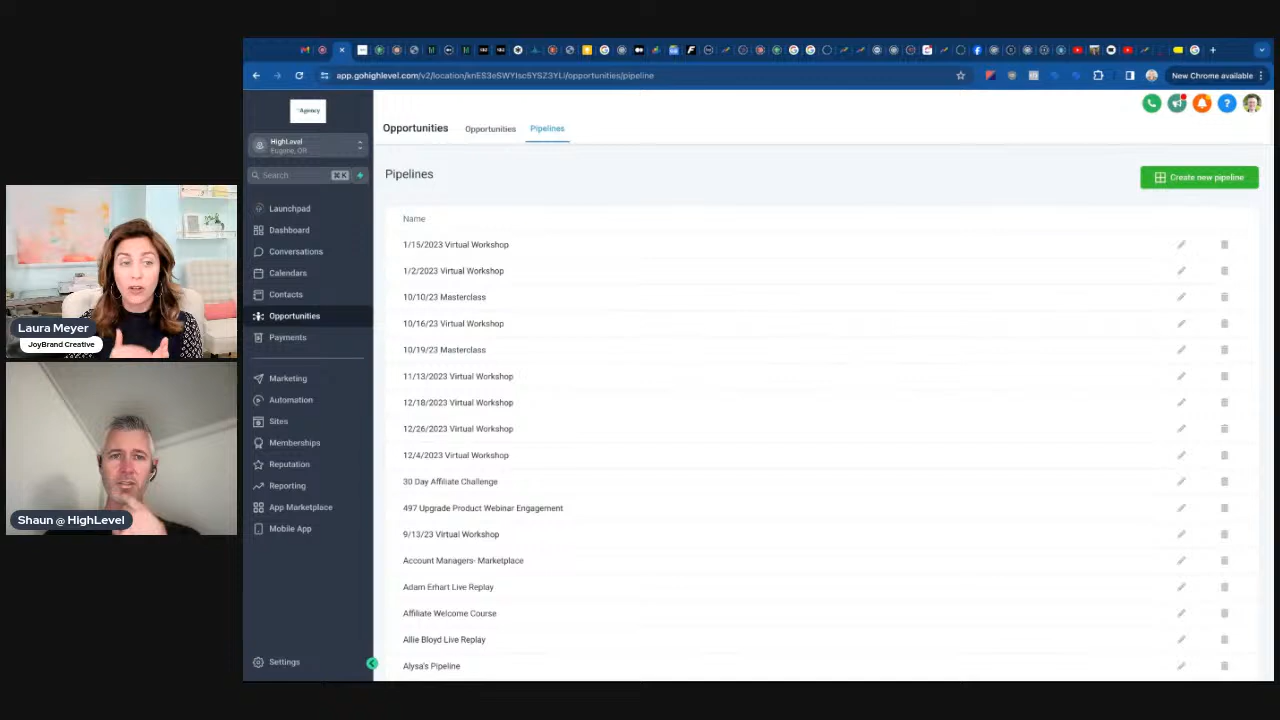 app.gohighlevel.com/v2/location/knES3eSWYIsc5YSZ3YLi/opportunities/pipeline
New Chrome available
Agency
HighLevel
Eugene, OR
Search
⌘K
Launchpad
Dashboard
Conversations
Calendars
Contacts
Opportunities
Payments
Marketing
Automation
Sites
Memberships
Reputation
Reporting
App Marketplace
Mobile App
Settings
Opportunities
Opportunities
Pipelines
Pipelines
Create new pipeline
Name
1/15/2023 Virtual Workshop
1/2/2023 Virtual Workshop
10/10/23 Masterclass
10/16/23 Virtual Workshop
10/19/23 Masterclass
11/13/2023 Virtual Workshop
12/18/2023 Virtual Workshop
12/26/2023 Virtual Workshop
12/4/2023 Virtual Workshop
30 Day Affiliate Challenge
497 Upgrade Product Webinar Engagement
9/13/23 Virtual Workshop
Account Managers- Marketplace
Adam Erhart Live Replay
Affiliate Welcome Course
Allie Bloyd Live Replay
Alysa's Pipeline
Laura Meyer
JoyBrand Creative
Shaun @ HighLevel